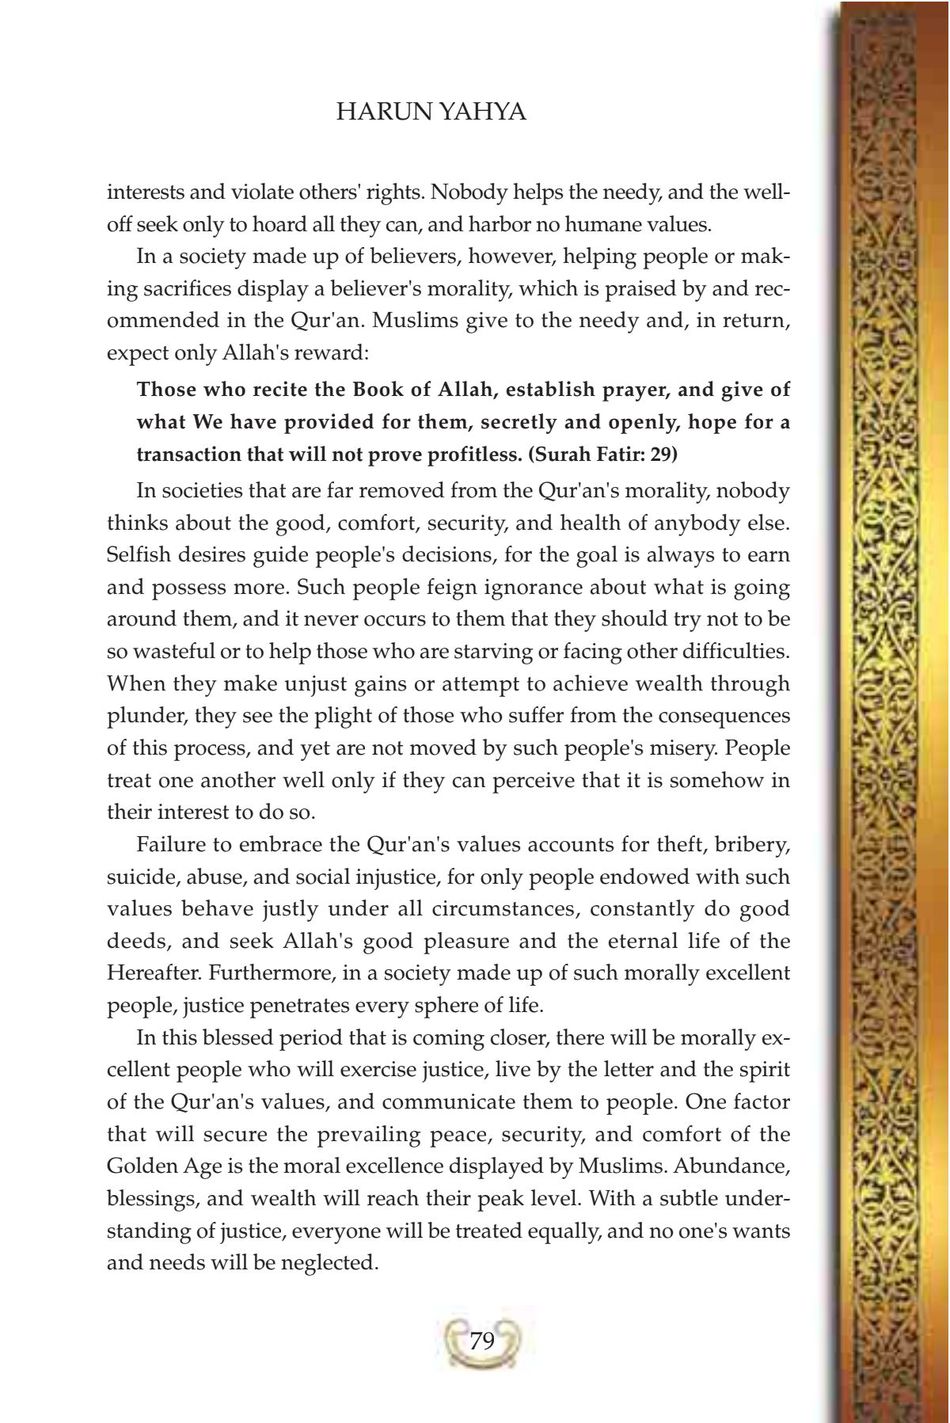 HARUN YAHYA
interests and violate others' rights. Nobody helps the needy, and the well-
off seek only to hoard all they can, and harbor no humane values.
In a society made up of believers, however, helping people or mak-
ing sacrifices display a believer's morality, which is praised by and rec-
ommended in the Qur'an. Muslims give to the needy and, in return,
expect only Allah's reward:
Those who recite the Book of Allah, establish prayer, and give of
what We have provided for them, secretly and openly, hope for a
transaction that will not prove profitless. (Surah Fatir: 29)
In societies that are far removed from the Qur'an's morality, nobody
thinks about the good, comfort, security, and health of anybody else.
Selfish desires guide people's decisions, for the goal is always to earn
and possess more. Such people feign ignorance about what is going
around them, and it never occurs to them that they should try not to be
so wasteful or to help those who are starving or facing other difficulties.
When they make unjust gains or attempt to achieve wealth through
plunder, they see the plight of those who suffer from the consequences
of this process, and yet are not moved by such people's misery. People
treat one another well only if they can perceive that it is somehow in
their interest to do so.
Failure to embrace the Qur'an's values accounts for theft, bribery,
suicide, abuse, and social injustice, for only people endowed with such
values behave justly under all circumstances, constantly do good
deeds, and seek Allah's good pleasure and the eternal life of the
Hereafter. Furthermore, in a society made up of such morally excellent
people, justice penetrates every sphere of life.
In this blessed period that is coming closer, there will be morally ex-
cellent people who will exercise justice, live by the letter and the spirit
of the Qur'an's values, and communicate them to people. One factor
that will secure the prevailing peace, security, and comfort of the
Golden Age is the moral excellence displayed by Muslims. Abundance,
blessings, and wealth will reach their peak level. With a subtle under-
standing of justice, everyone will be treated equally, and no one's wants
and needs will be neglected.
79